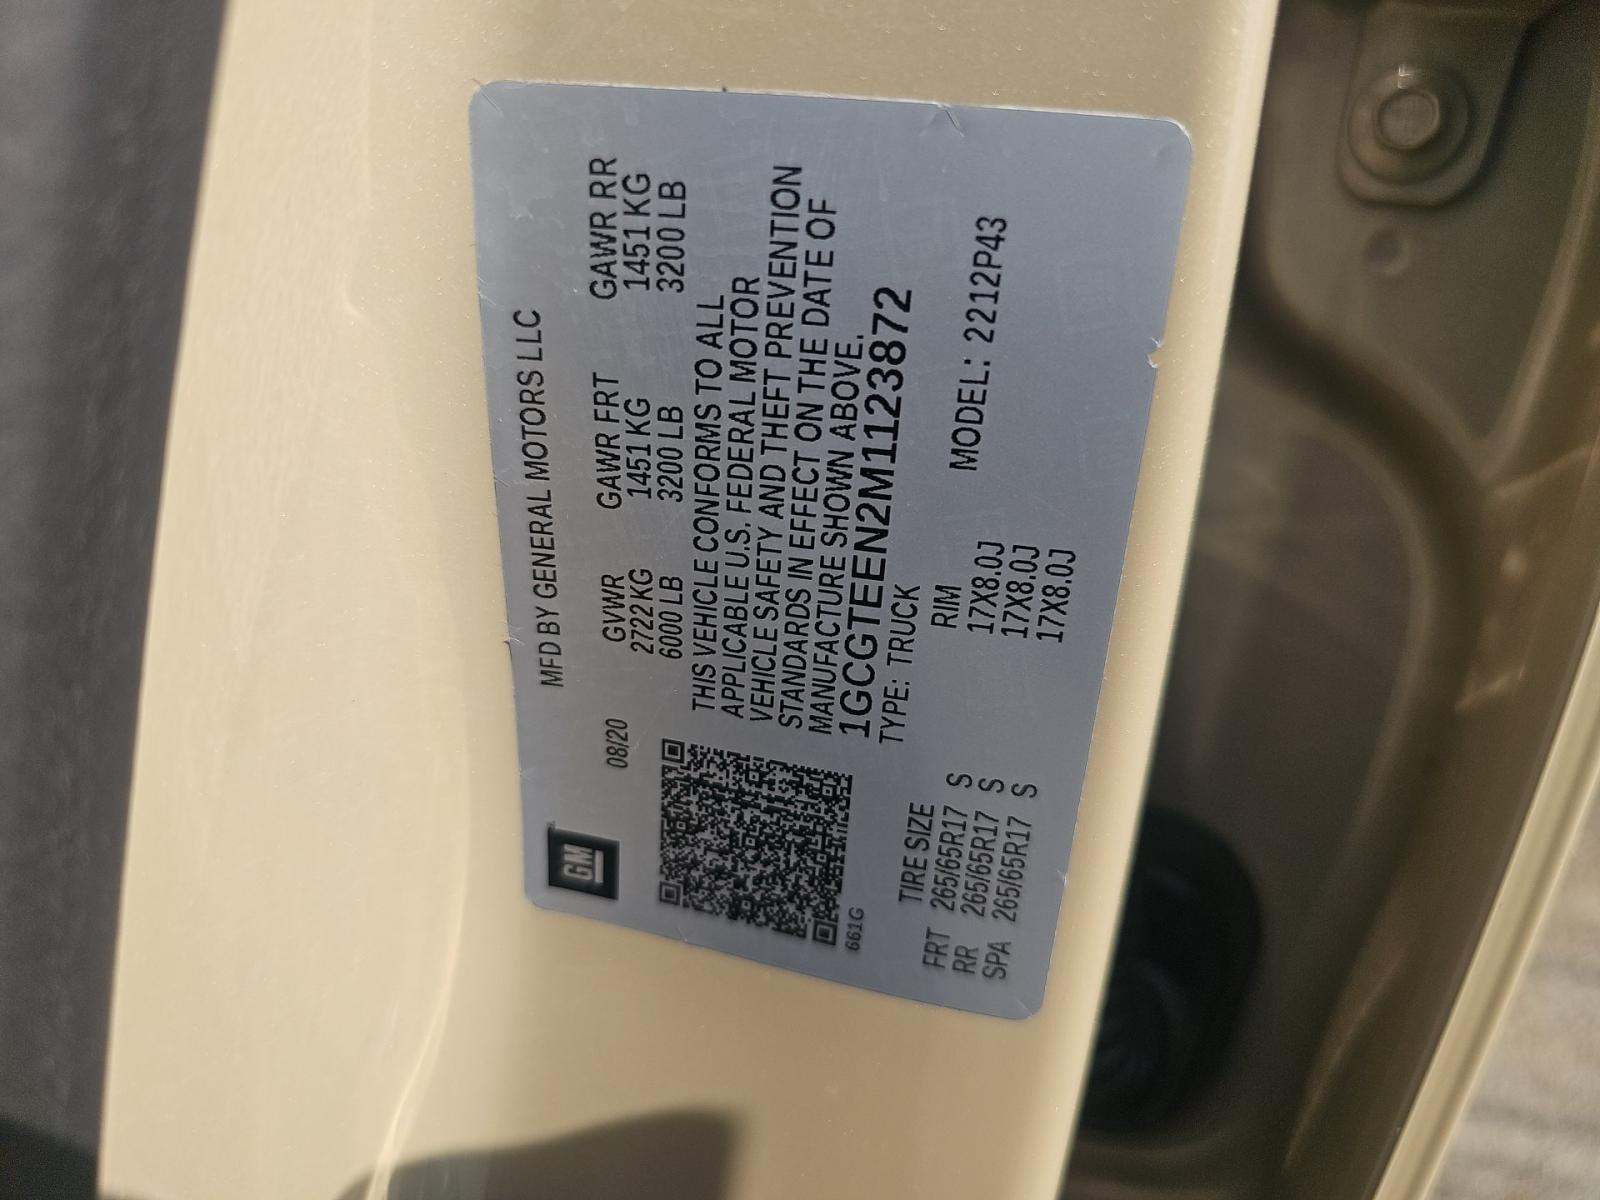 GM
MFD BY GENERAL MOTORS LLC
08/20
GVWR GAWR FRT GAWR RR
2722 KG 1451 KG 1451 KG
6000 LB 3200 LB 3200 LB
THIS VEHICLE CONFORMS TO ALL
APPLICABLE U.S. FEDERAL MOTOR
VEHICLE SAFETY AND THEFT PREVENTION
STANDARDS IN EFFECT ON THE DATE OF
MANUFACTURE SHOWN ABOVE.
1GCGTEEN2M1123872
661G
TYPE: TRUCK
MODEL: 2212P43
TIRE SIZE RIM
FRT 265/65R17 S 17X8.0J
RR 265/65R17 S 17X8.0J
SPA 265/65R17 S 17X8.0J